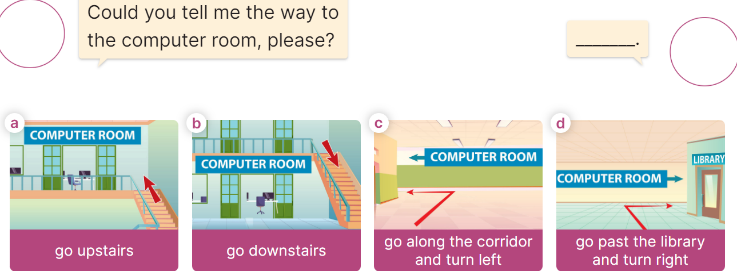 Could you tell me the way to
the computer room, please?
_______.
a
COMPUTER ROOM
go upstairs
b
COMPUTER ROOM
go downstairs
c
COMPUTER ROOM
go along the corridor
and turn left
d
COMPUTER ROOM
LIBRARY
go past the library
and turn right